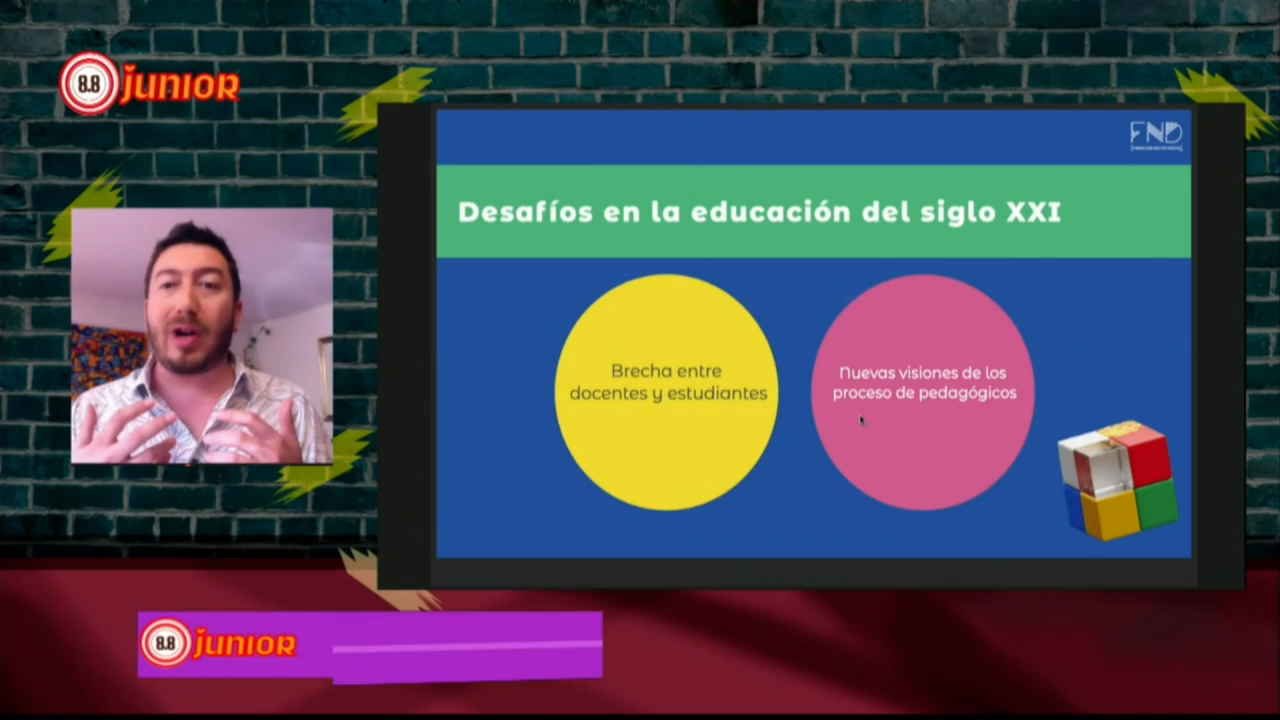 8.8 JUNIOR
FND
Desafíos en la educación del siglo XXI
Brecha entre
docentes y estudiantes
Nuevas visiones de los
proceso de pedagógicos
8.8 JUNIOR